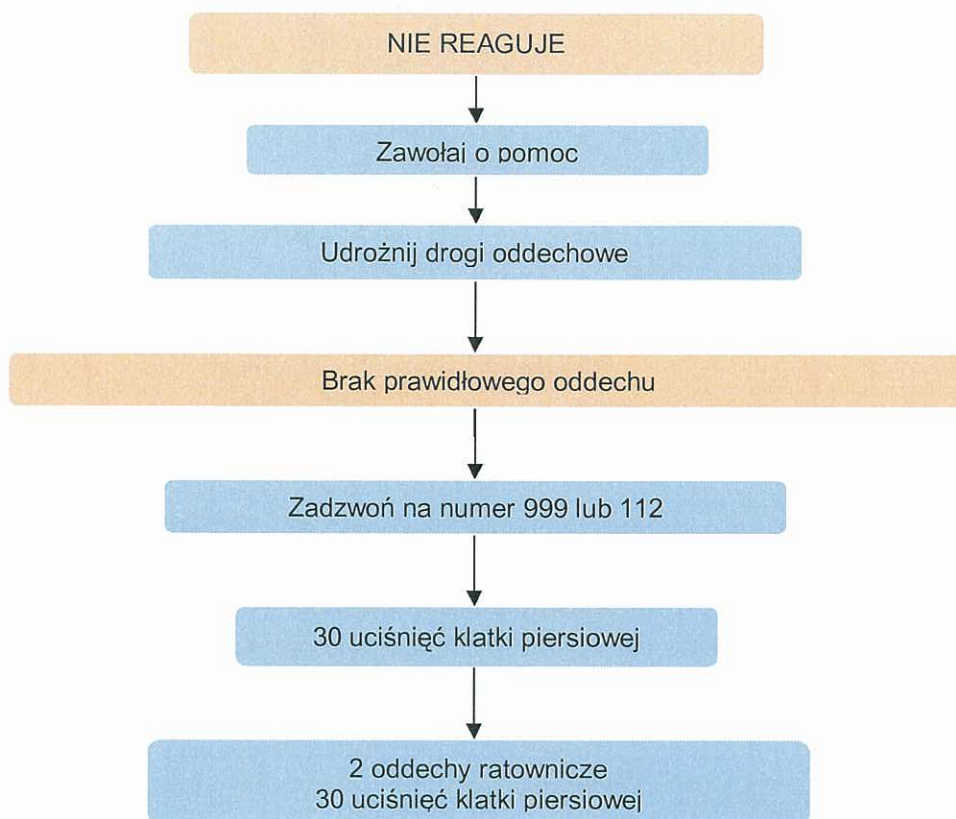 NIE REAGUJE
Zawołaj o pomoc
Udrożnij drogi oddechowe
Brak prawidłowego oddechu
Zadzwoń na numer 999 lub 112
30 uciśnięć klatki piersiowej
2 oddechy ratownicze
30 uciśnięć klatki piersiowej